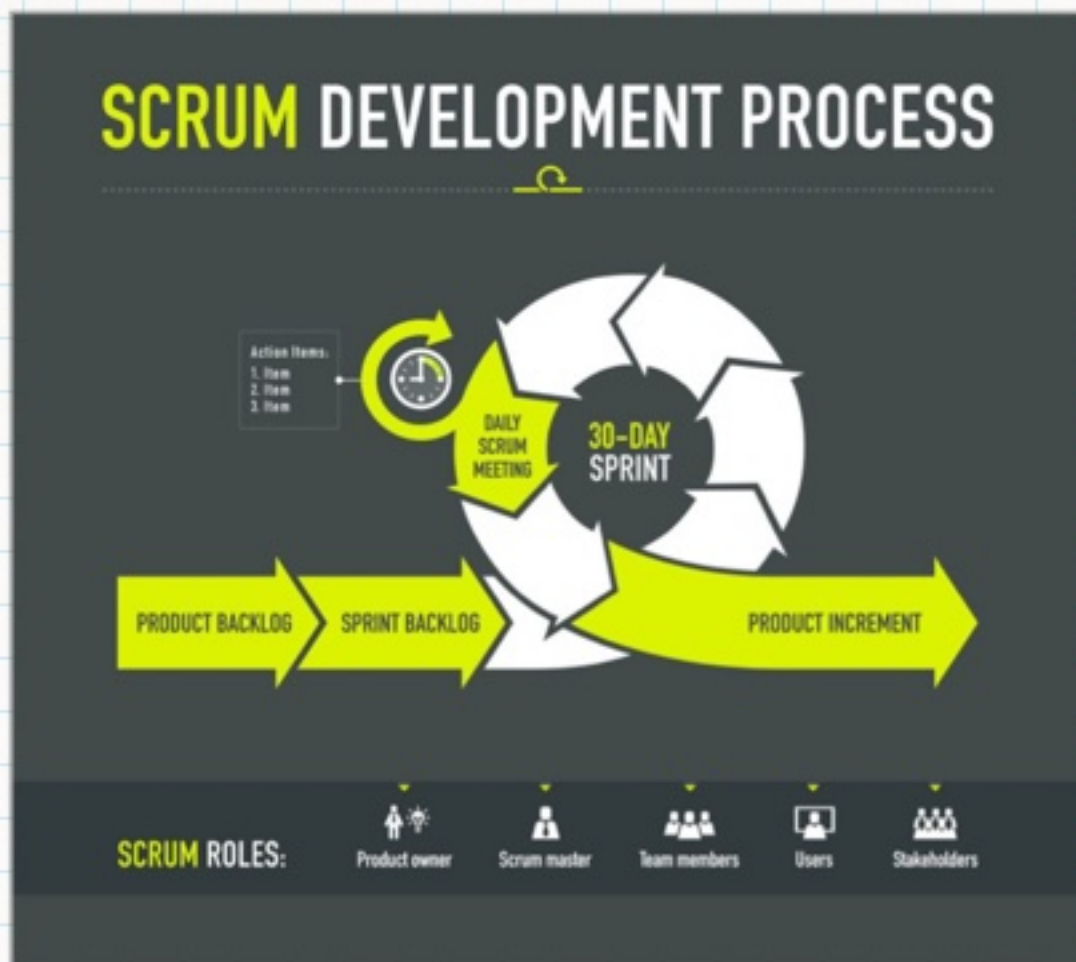 SCRUM DEVELOPMENT PROCESS
Action Items:
1. Item
2. Item
3. Item
DAILY
SCRUM
MEETING
30-DAY
SPRINT
PRODUCT BACKLOG
SPRINT BACKLOG
PRODUCT INCREMENT
SCRUM ROLES:
Product owner
Scrum master
Team members
Users
Stakeholders